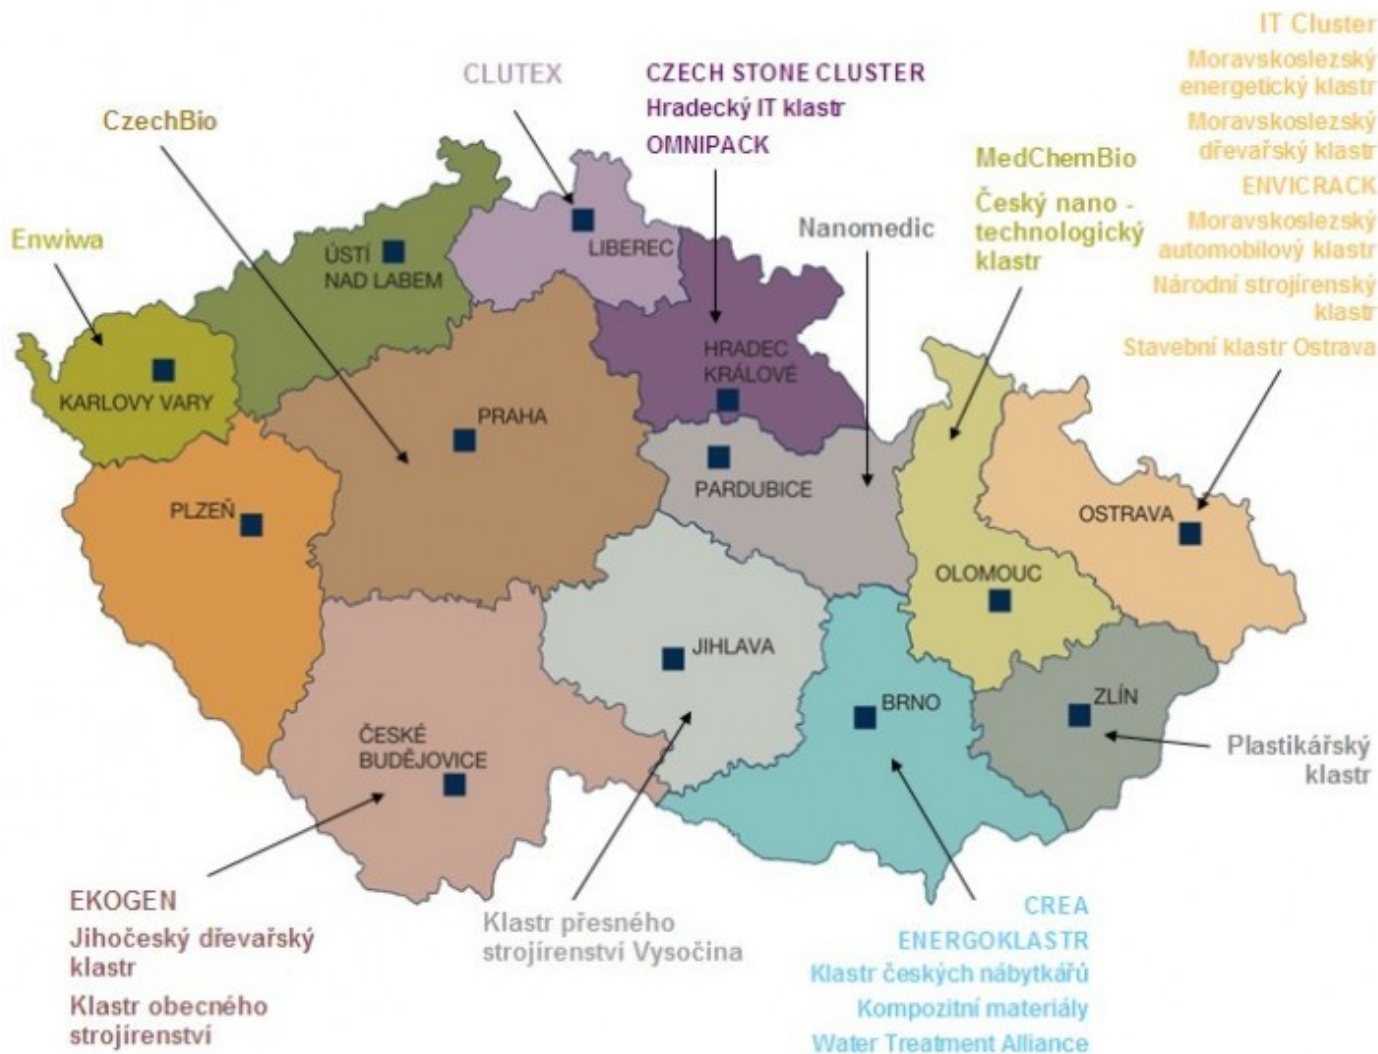 IT Cluster
Moravskoslezský
energetický klastr
Moravskoslezský
dřevařský klastr
ENVICRACK
Moravskoslezský
automobilový klastr
Národní strojírenský
klastr
Stavební klastr Ostrava
CLUTEX
CZECH STONE CLUSTER
Hradecký IT klastr
OMNIPACK
CzechBio
MedChemBio
Český nano -
technologický
klastr
Nanomedic
Enwiwa
ÚSTÍ
NAD LABEM
LIBEREC
HRADEC
KRÁLOVÉ
KARLOVY VARY
PRAHA
PARDUBICE
PLZEŇ
OSTRAVA
OLOMOUC
JIHLAVA
BRNO
ZLÍN
ČESKÉ
BUDĚJOVICE
Plastikářský
klastr
EKOGEN
Jihočeský dřevařský
klastr
Klastr obecného
strojírenství
Klastr přesného
strojírenství Vysočina
CREA
ENERGOKLASTR
Klastr českých nábytkářů
Kompozitní materiály
Water Treatment Alliance